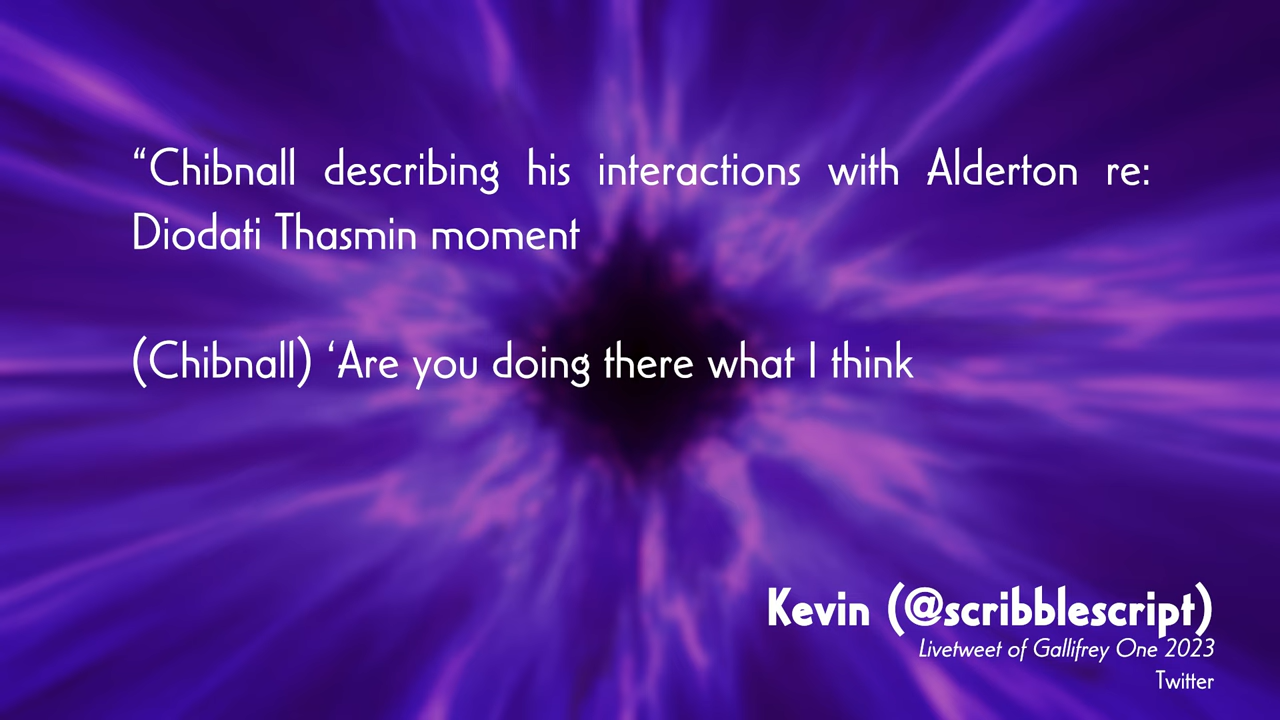 “Chibnall describing his interactions with Alderton re:
Diodati Thasmin moment
(Chibnall) ‘Are you doing there what I think
Kevin (@scribblescript)
Livetweet of Gallifrey One 2023
Twitter